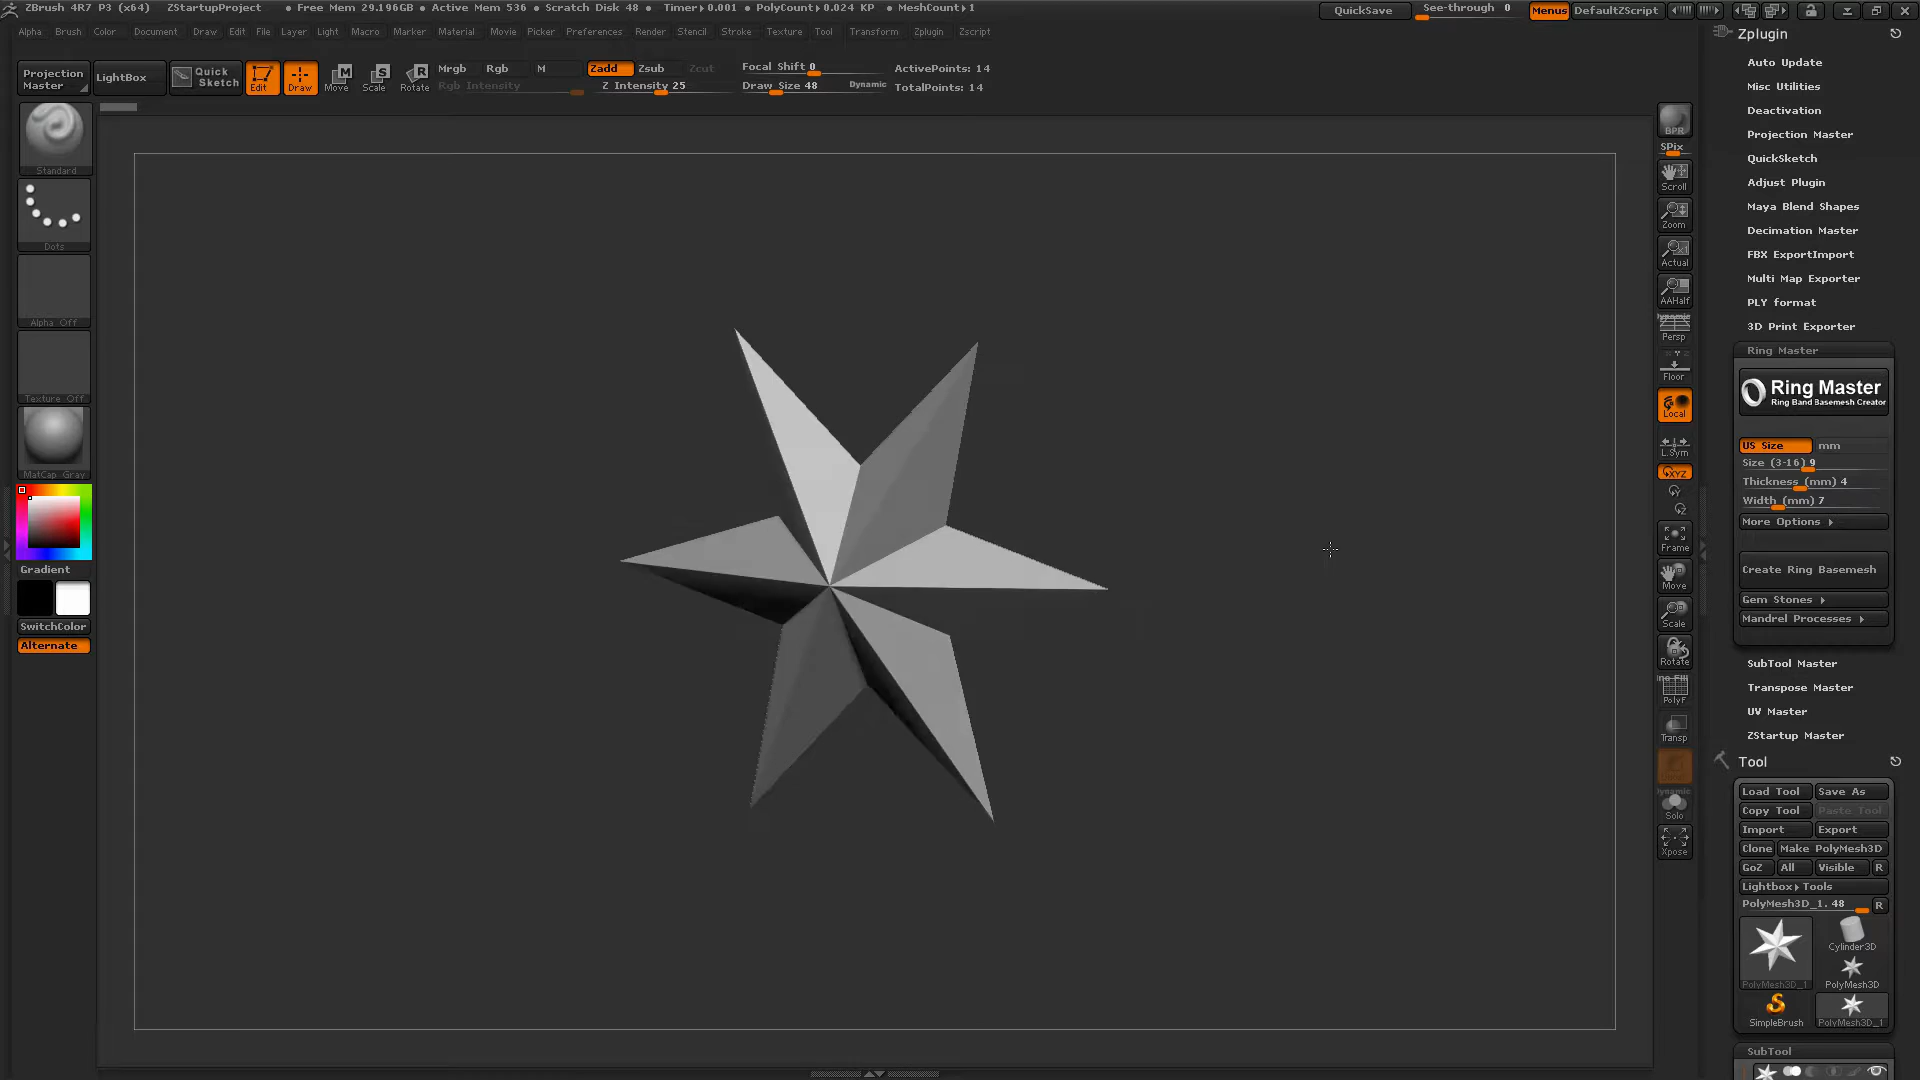 ZBrush 4R7 P3 (x64) ZStartupProject • Free Mem 29.196GB • Active Mem 536 • Scratch Disk 48 • Timer▸0.001 • PolyCount▸0.024 KP • MeshCount▸1 QuickSave See-through 0 Menus DefaultZScript
Alpha Brush Color Document Draw Edit File Layer Light Macro Marker Material Movie Picker Preferences Render Stencil Stroke Texture Tool Transform Zplugin Zscript
Projection Master
LightBox
Quick Sketch
Edit
Draw
Move
Scale
Rotate
Mrgb Rgb M Zadd Zsub Zcut
Rgb Intensity Z Intensity 25
Focal Shift 0
Draw Size 48 Dynamic
ActivePoints: 14
TotalPoints: 14
Standard
Dots
Alpha Off
Texture Off
MatCap Gray
Gradient
SwitchColor
Alternate
BPR
SPix
Scroll
Zoom
Actual
AAHalf
Dynamic
Persp
Floor
Local
L.Sym
XYZ
Y
Z
Frame
Move
Scale
Rotate
PolyF
Transp
Dynamic
Solo
Xpose
Zplugin
Auto Update
Misc Utilities
Deactivation
Projection Master
QuickSketch
Adjust Plugin
Maya Blend Shapes
Decimation Master
FBX ExportImport
Multi Map Exporter
PLY format
3D Print Exporter
Ring Master
Ring Master
Ring Band Basemesh Creator
US Size mm
Size (3-16) 9
Thickness (mm) 4
Width (mm) 7
More Options ▸
Create Ring Basemesh
Gem Stones ▸
Mandrel Processes ▸
SubTool Master
Transpose Master
UV Master
ZStartup Master
Tool
Load Tool Save As
Copy Tool Paste Tool
Import Export
Clone Make PolyMesh3D
GoZ All Visible R
Lightbox▸Tools
PolyMesh3D_1. 48 R
PolyMesh3D_1
Cylinder3D
PolyMesh3D
SimpleBrush
PolyMesh3D_1
SubTool